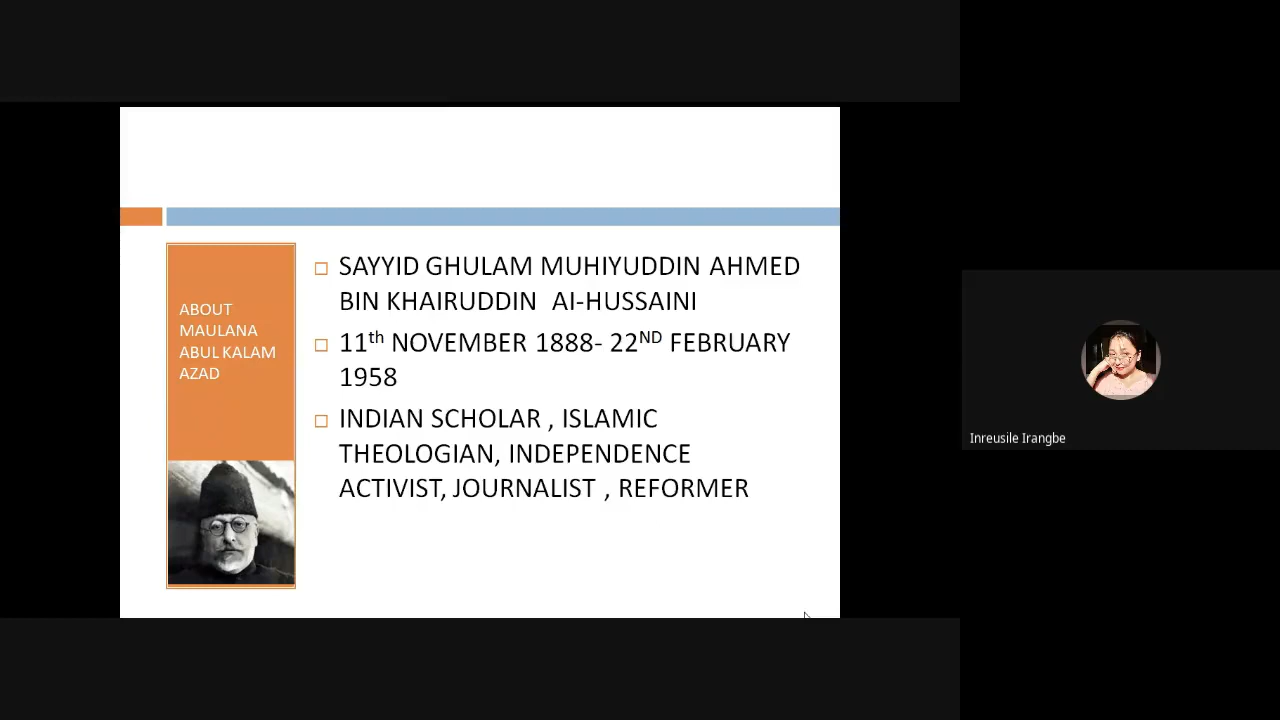 ABOUT
MAULANA
ABUL KALAM
AZAD
SAYYID GHULAM MUHIYUDDIN AHMED
BIN KHAIRUDDIN AI-HUSSAINI
11th NOVEMBER 1888- 22ND FEBRUARY
1958
INDIAN SCHOLAR , ISLAMIC
THEOLOGIAN, INDEPENDENCE
ACTIVIST, JOURNALIST , REFORMER
Inreusile Irangbe